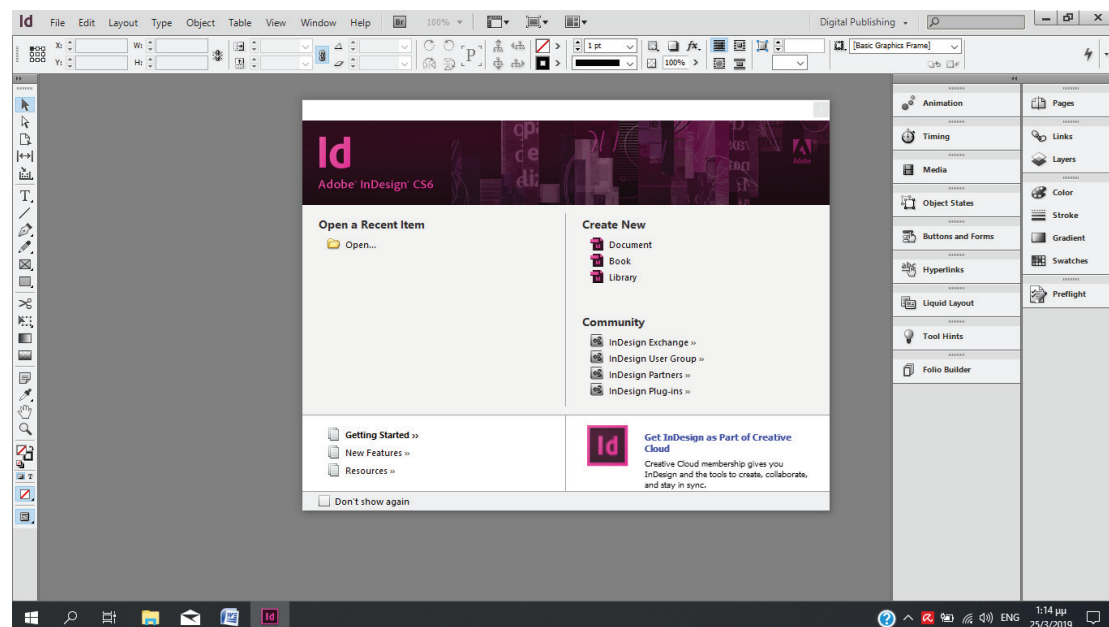 Id File Edit Layout Type Object Table View Window Help Br 100% Digital Publishing
X: W: 1 pt [Basic Graphics Frame]
Y: H: 100%
Animation
Timing
Media
Object States
Buttons and Forms
Hyperlinks
Liquid Layout
Tool Hints
Folio Builder
Pages
Links
Layers
Color
Stroke
Gradient
Swatches
Preflight
Id
Adobe® InDesign® CS6
Adobe
Open a Recent Item
Open...
Create New
Document
Book
Library
Community
InDesign Exchange »
InDesign User Group »
InDesign Partners »
InDesign Plug-ins »
Getting Started »
New Features »
Resources »
Id
Get InDesign as Part of Creative
Cloud
Creative Cloud membership gives you
InDesign and the tools to create, collaborate,
and stay in sync.
Don't show again
Id
ENG
1:14 μμ
25/3/2019